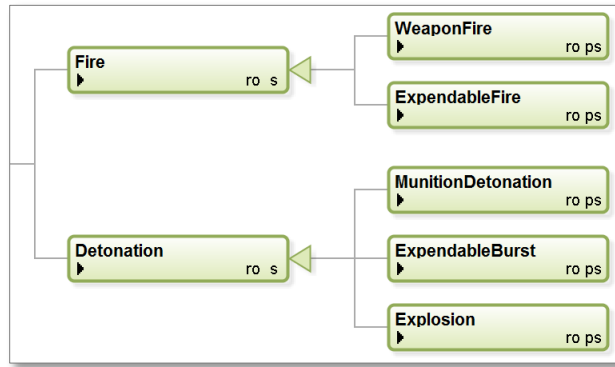 WeaponFire
ro ps
Fire
ro s
ExpendableFire
ro ps
MunitionDetonation
ro ps
Detonation
ro s
ExpendableBurst
ro ps
Explosion
ro ps